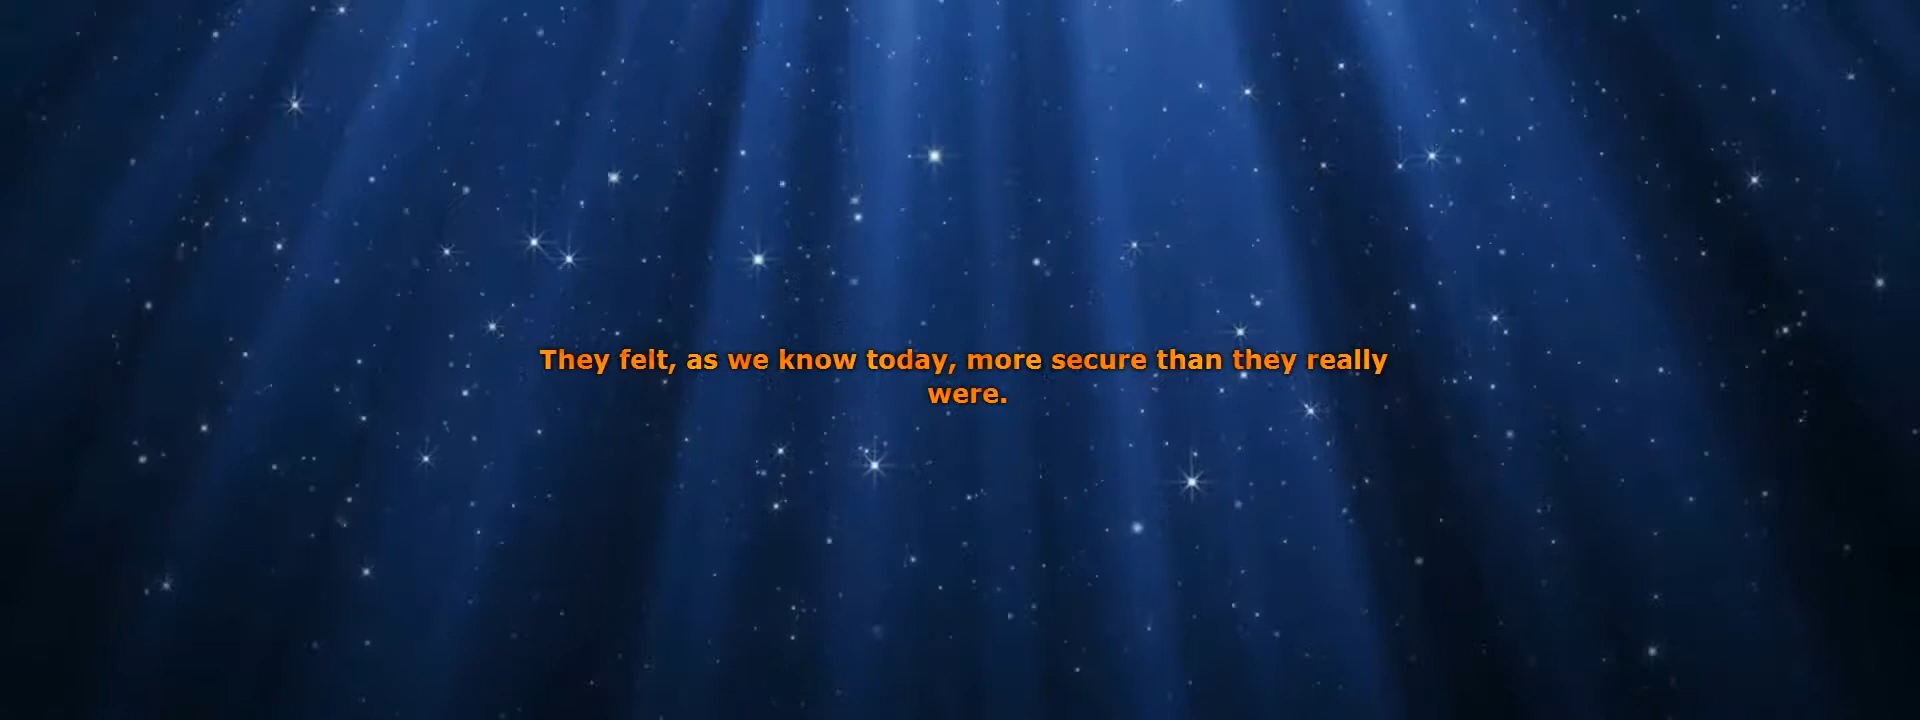 They felt, as we know today, more secure than they really
were.